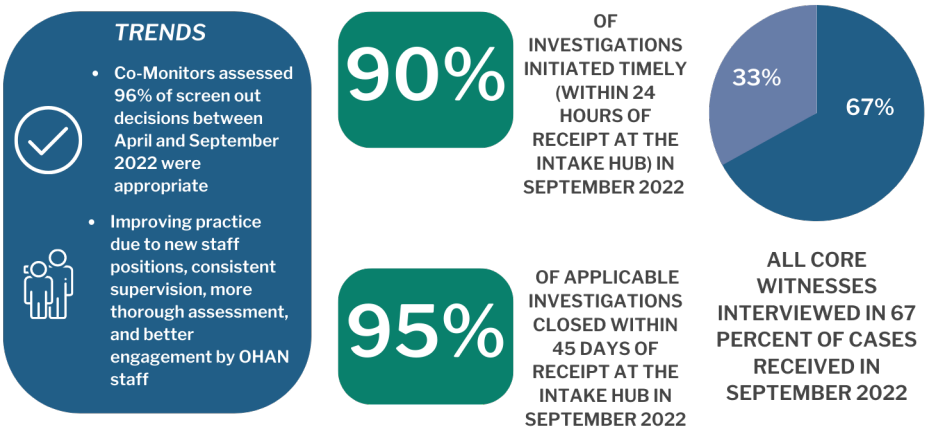 TRENDS
• Co-Monitors assessed
96% of screen out
decisions between
April and September
2022 were
appropriate
• Improving practice
due to new staff
positions, consistent
supervision, more
thorough assessment,
and better
engagement by OHAN
staff
90%
OF
INVESTIGATIONS
INITIATED TIMELY
(WITHIN 24
HOURS OF
RECEIPT AT THE
INTAKE HUB) IN
SEPTEMBER 2022
95%
OF APPLICABLE
INVESTIGATIONS
CLOSED WITHIN
45 DAYS OF
RECEIPT AT THE
INTAKE HUB IN
SEPTEMBER 2022
33%
67%
ALL CORE
WITNESSES
INTERVIEWED IN 67
PERCENT OF CASES
RECEIVED IN
SEPTEMBER 2022